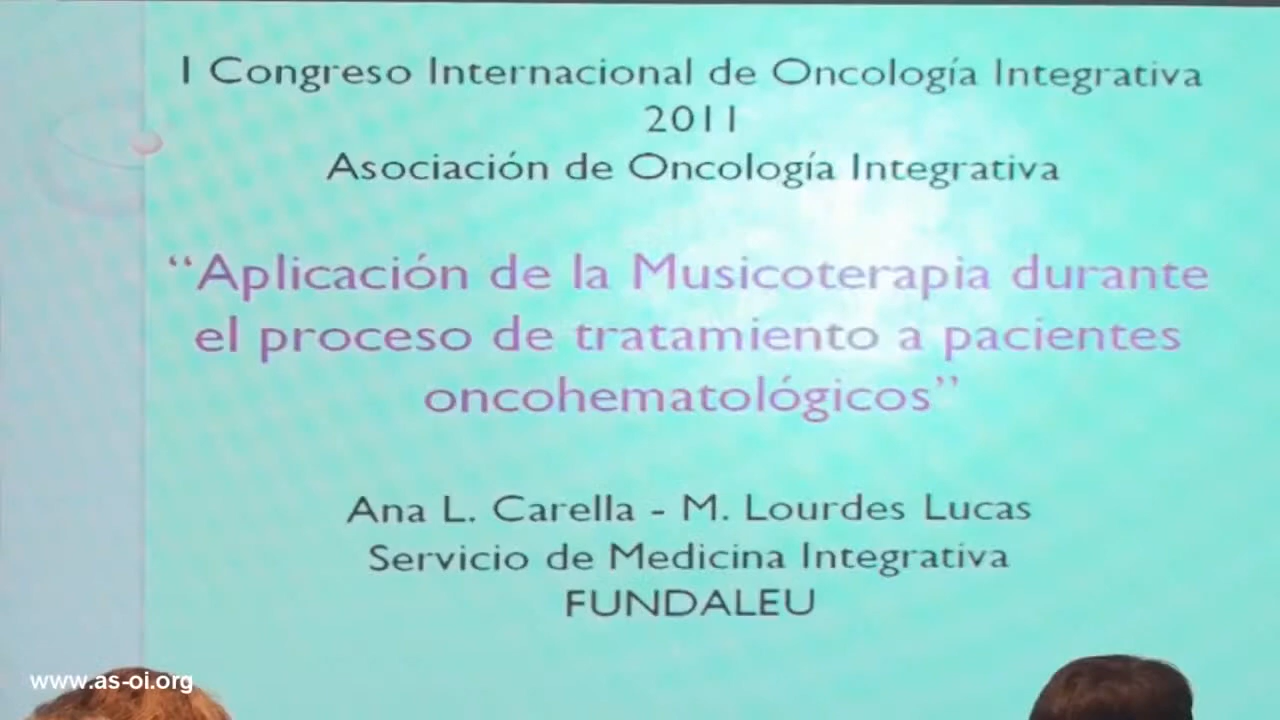 I Congreso Internacional de Oncología Integrativa
2011
Asociación de Oncología Integrativa
“Aplicación de la Musicoterapia durante
el proceso de tratamiento a pacientes
oncohematológicos”
Ana L. Carella - M. Lourdes Lucas
Servicio de Medicina Integrativa
FUNDALEU
www.as-oi.org